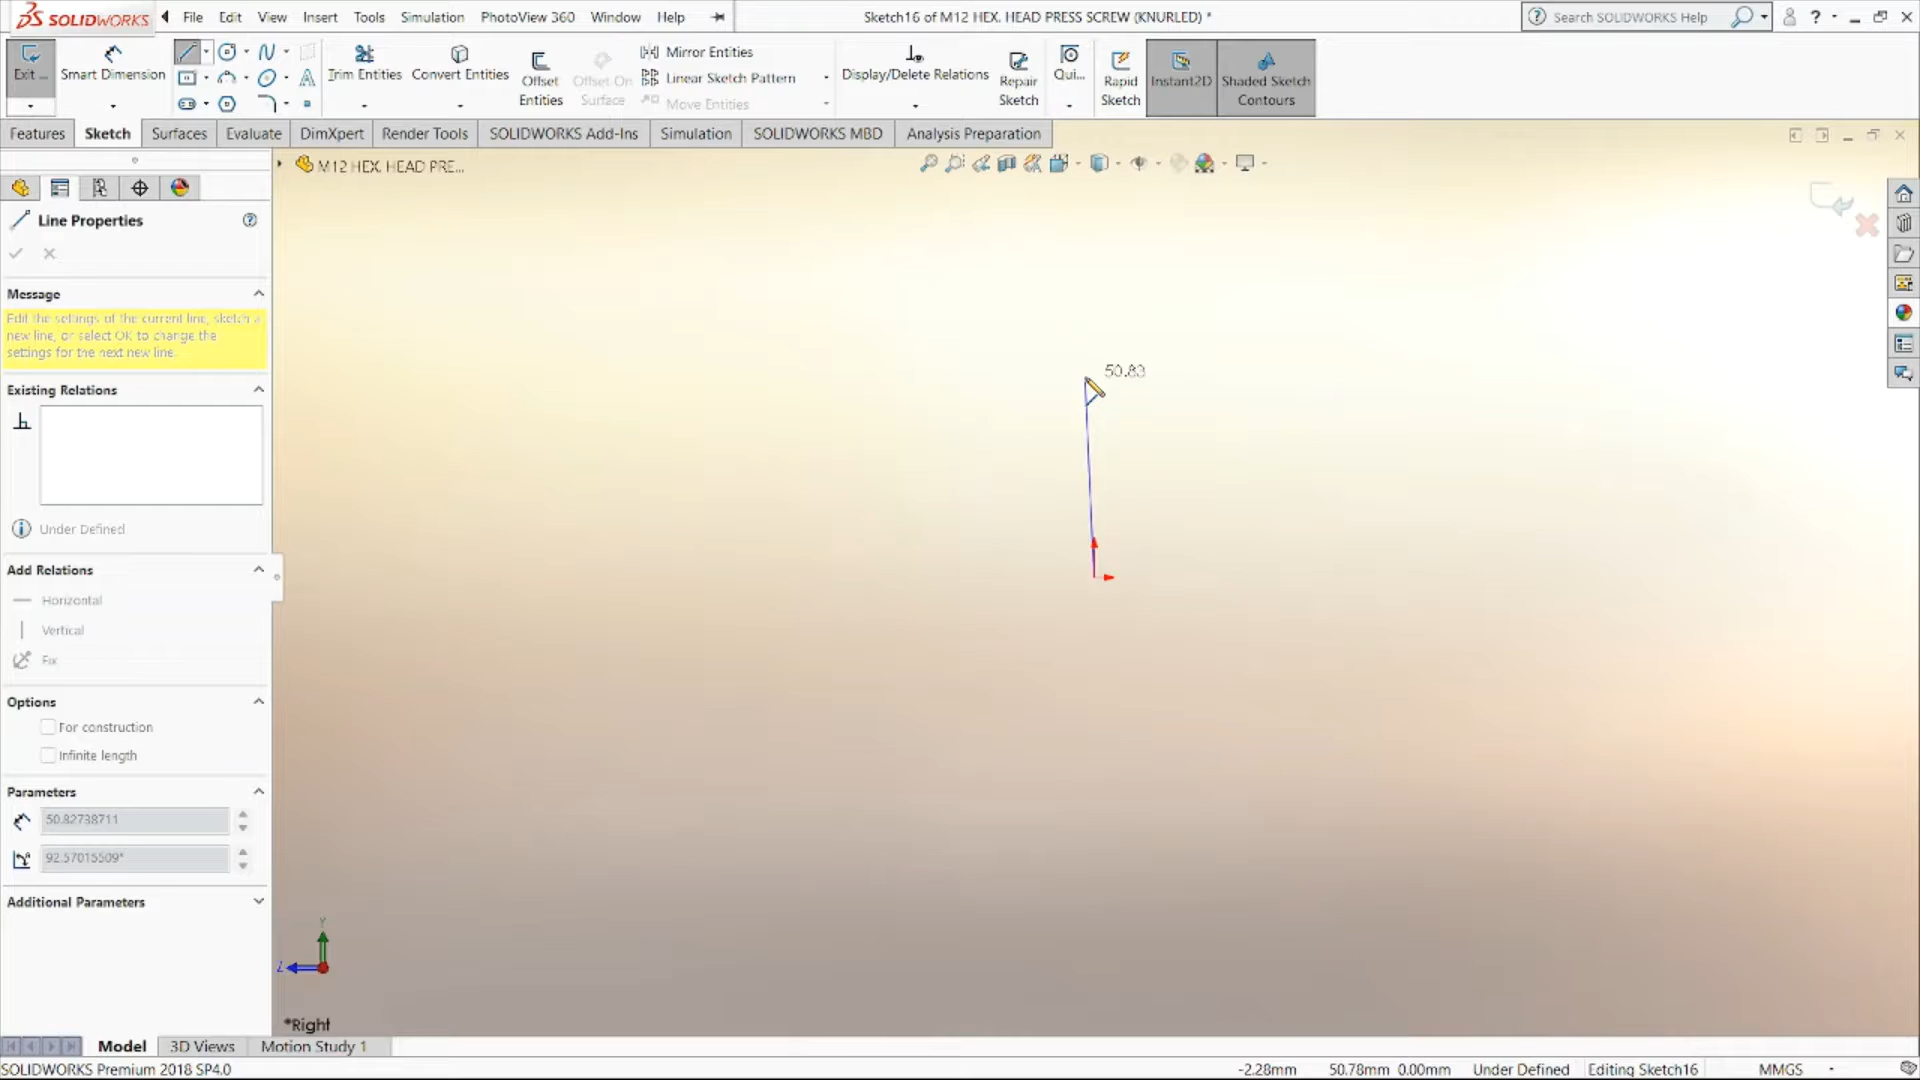 SOLIDWORKS File Edit View Insert Tools Simulation PhotoView 360 Window Help Sketch16 of M12 HEX. HEAD PRESS SCREW (KNURLED) * Search SOLIDWORKS Help ?
Exit ... Smart Dimension Trim Entities Convert Entities Offset Entities Offset On Surface Mirror Entities Linear Sketch Pattern Move Entities Display/Delete Relations Repair Sketch Qui... Rapid Sketch Instant2D Shaded Sketch Contours
Features Sketch Surfaces Evaluate DimXpert Render Tools SOLIDWORKS Add-Ins Simulation SOLIDWORKS MBD Analysis Preparation
M12 HEX. HEAD PRE...
Line Properties
Message
Edit the settings of the current line, sketch a
new line, or select OK to change the
settings for the next new line.
50.83
Existing Relations
Under Defined
Add Relations
Horizontal
Vertical
Fix
Options
For construction
Infinite length
Parameters
50.82738711
92.57015509°
Additional Parameters
Y
Z
*Right
Model 3D Views Motion Study 1
SOLIDWORKS Premium 2018 SP4.0 -2.28mm 50.78mm 0.00mm Under Defined Editing Sketch16 MMGS